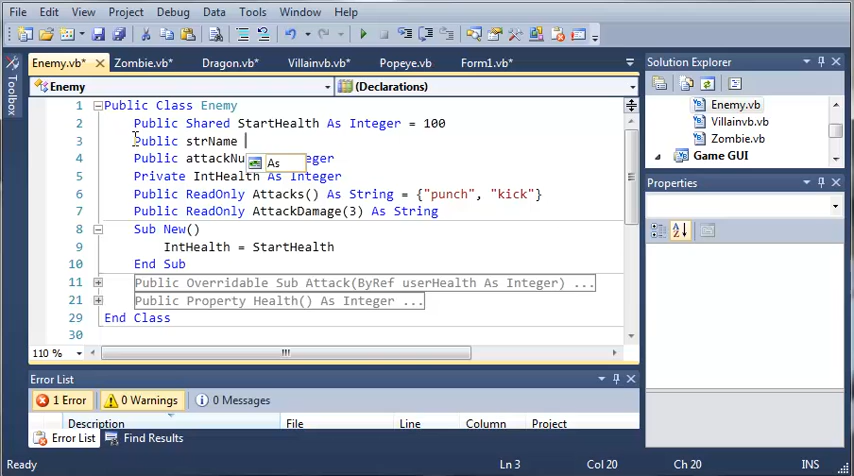 File Edit View Project Debug Data Tools Window Help
Enemy.vb* Zombie.vb* Dragon.vb* Villainvb.vb* Popeye.vb Form1.vb* Solution Explorer
Toolbox
Enemy (Declarations)
Enemy.vb
Villainvb.vb
Zombie.vb
Game GUI
Properties
1 Public Class Enemy
2 Public Shared StartHealth As Integer = 100
3 Public strName
4 Public attackNu As eger
5 Private IntHealth As Integer
6 Public ReadOnly Attacks() As String = {"punch", "kick"}
7 Public ReadOnly AttackDamage(3) As String
8 Sub New()
9 IntHealth = StartHealth
10 End Sub
11 Public Overridable Sub Attack(ByRef userHealth As Integer) ...
21 Public Property Health() As Integer ...
29 End Class
30
110 %
Error List
1 Error 0 Warnings 0 Messages
Description File Line Column Project
Error List Find Results
Ready Ln 3 Col 20 Ch 20 INS